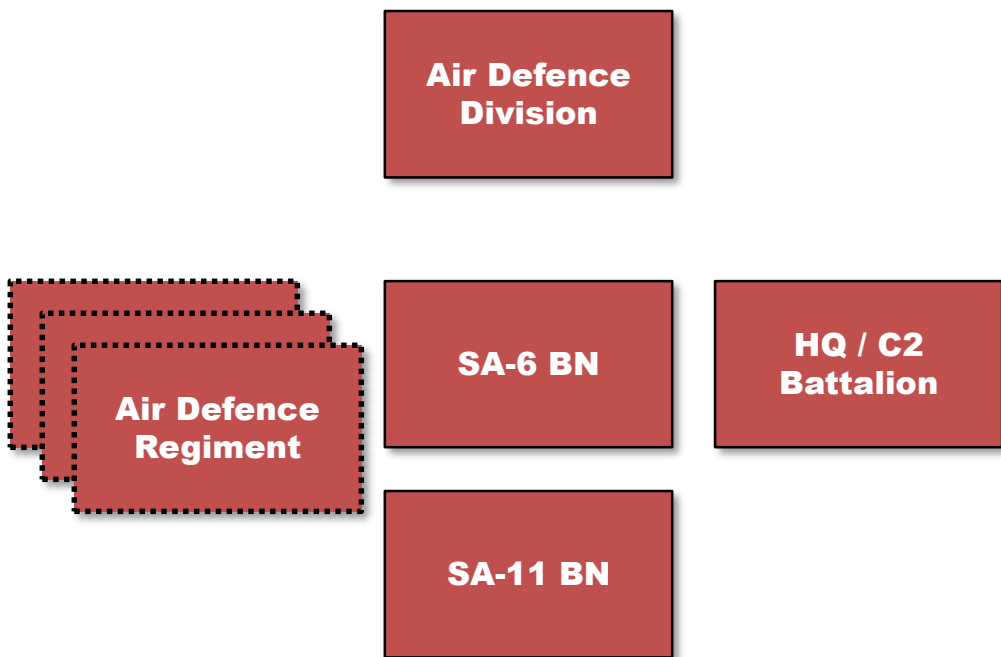 Air Defence
Division
Air Defence
Regiment
SA-6 BN
HQ / C2
Battalion
SA-11 BN